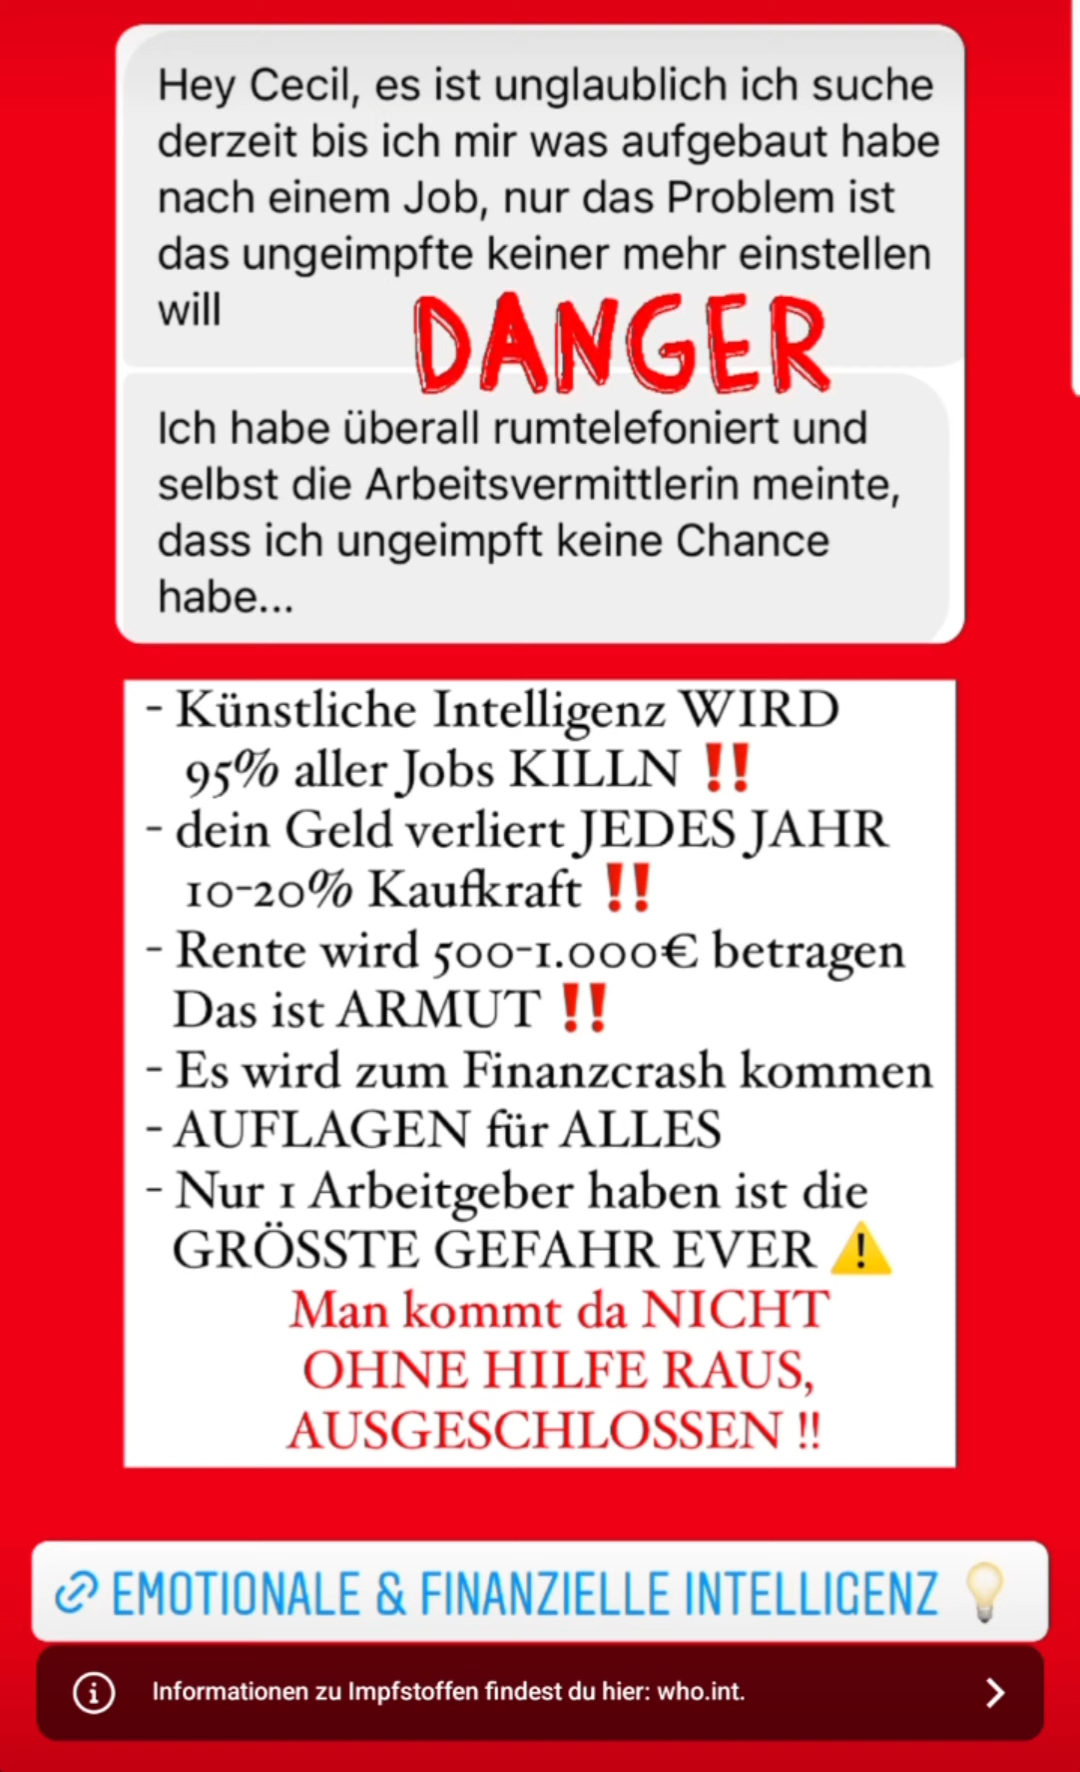 Hey Cecil, es ist unglaublich ich suche
derzeit bis ich mir was aufgebaut habe
nach einem Job, nur das Problem ist
das ungeimpfte keiner mehr einstellen
will
DANGER
Ich habe überall rumtelefoniert und
selbst die Arbeitsvermittlerin meinte,
dass ich ungeimpft keine Chance
habe...
- Künstliche Intelligenz WIRD
95% aller Jobs KILLN ‼️
- dein Geld verliert JEDES JAHR
10-20% Kaufkraft ‼️
- Rente wird 500-1.000€ betragen
Das ist ARMUT ‼️
- Es wird zum Finanzcrash kommen
- AUFLAGEN für ALLES
- Nur 1 Arbeitgeber haben ist die
GRÖSSTE GEFAHR EVER ⚠️
Man kommt da NICHT
OHNE HILFE RAUS,
AUSGESCHLOSSEN !!
EMOTIONALE & FINANZIELLE INTELLIGENZ 💡
Informationen zu Impfstoffen findest du hier: who.int.